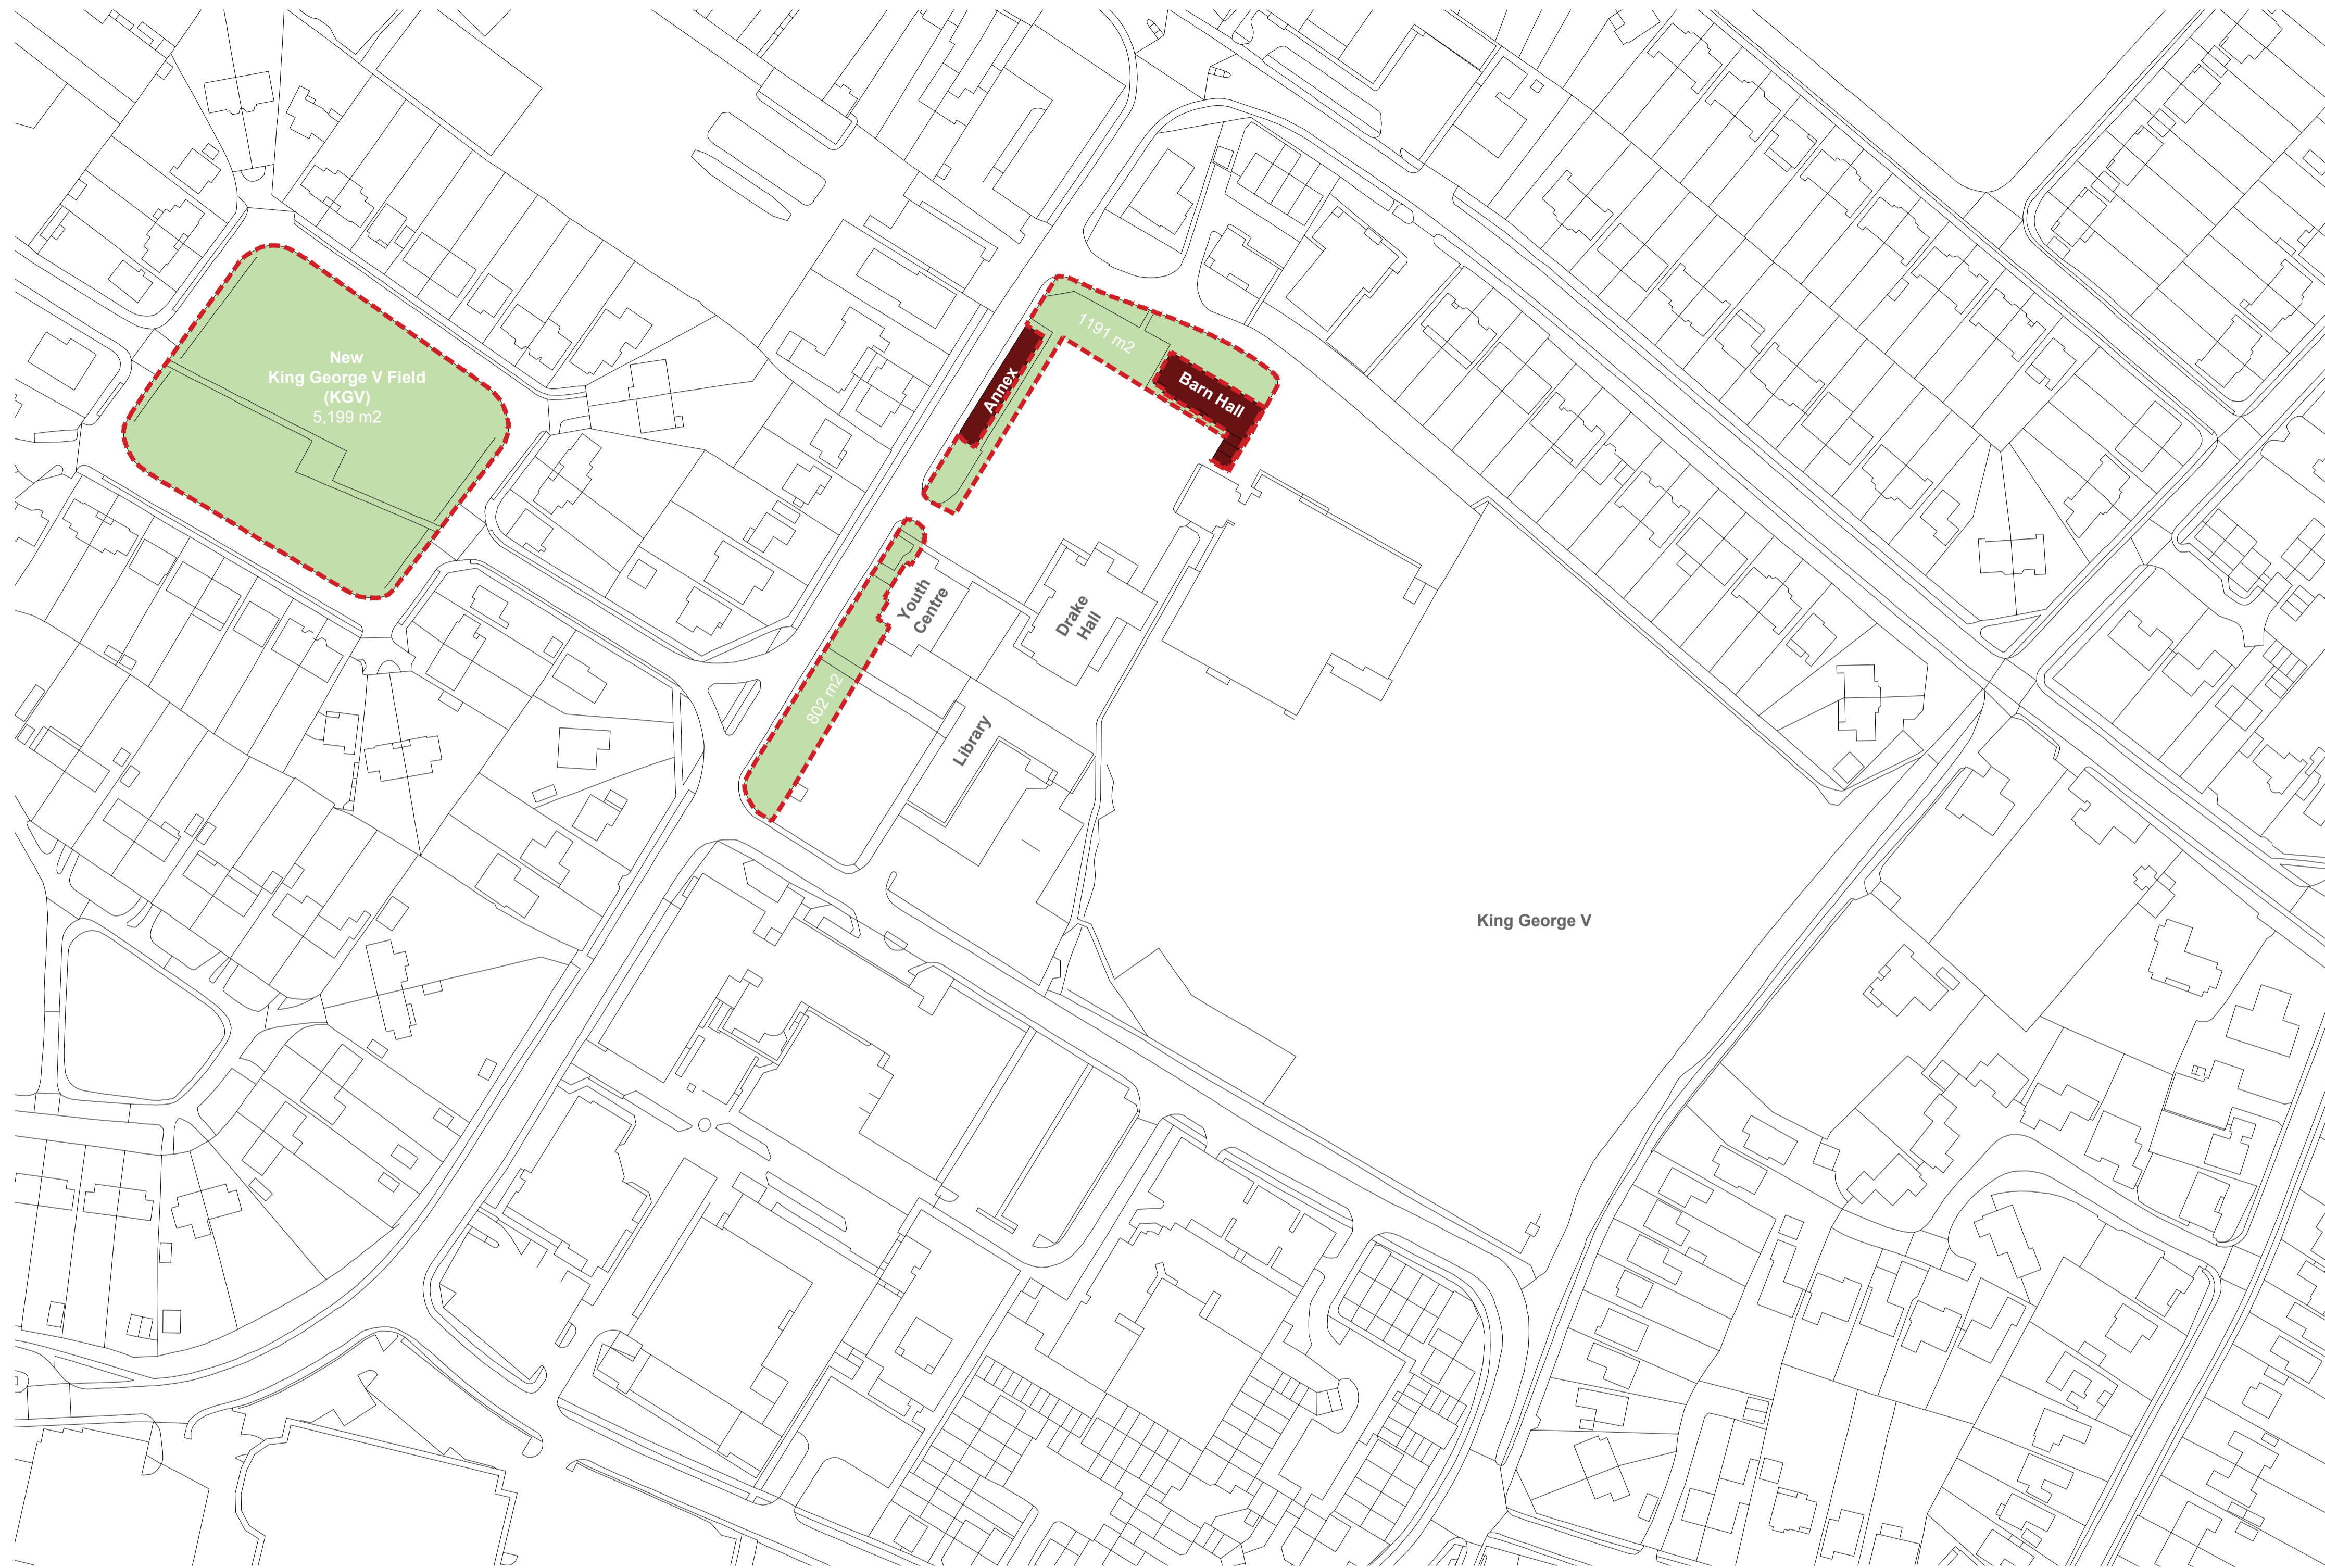 New
King George V Field
(KGV)
5,199 m2
1191 m2
Annex
Barn Hall
Youth
Centre
Drake
Hall
802 m2
Library
King George V